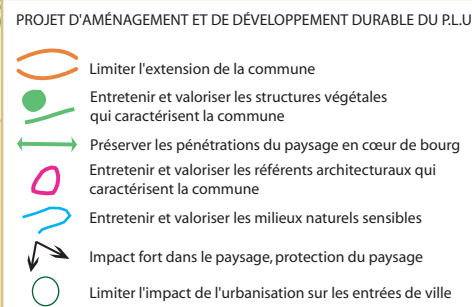 PROJET D'AMÉNAGEMENT ET DE DÉVELOPPEMENT DURABLE DU P.L.U
Limiter l'extension de la commune
Entretenir et valoriser les structures végétales
qui caractérisent la commune
Préserver les pénétrations du paysage en cœur de bourg
Entretenir et valoriser les référents architecturaux qui
caractérisent la commune
Entretenir et valoriser les milieux naturels sensibles
Impact fort dans le paysage, protection du paysage
Limiter l'impact de l'urbanisation sur les entrées de ville